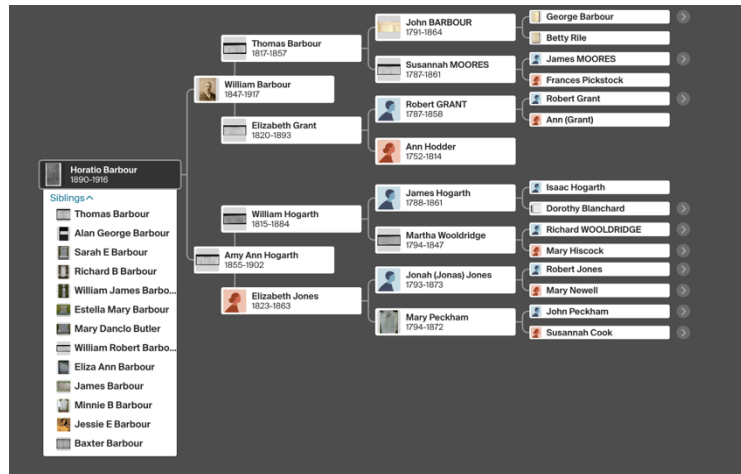 Horatio Barbour
1890-1916
Siblings
Thomas Barbour
Alan George Barbour
Sarah E Barbour
Richard B Barbour
William James Barbo...
Estella Mary Barbour
Mary Danclo Butler
William Robert Barbo...
Eliza Ann Barbour
James Barbour
Minnie B Barbour
Jessie E Barbour
Baxter Barbour
William Barbour
1847-1917
Amy Ann Hogarth
1855-1902
Thomas Barbour
1817-1857
Elizabeth Grant
1820-1893
William Hogarth
1815-1884
Elizabeth Jones
1823-1863
John BARBOUR
1791-1864
Susannah MOORES
1787-1861
Robert GRANT
1787-1858
Ann Hodder
1752-1814
James Hogarth
1788-1861
Martha Wooldridge
1794-1847
Jonah (Jonas) Jones
1793-1873
Mary Peckham
1794-1872
George Barbour
Betty Rile
James MOORES
Frances Pickstock
Robert Grant
Ann (Grant)
Isaac Hogarth
Dorothy Blanchard
Richard WOOLDRIDGE
Mary Hiscock
Robert Jones
Mary Newell
John Peckham
Susannah Cook